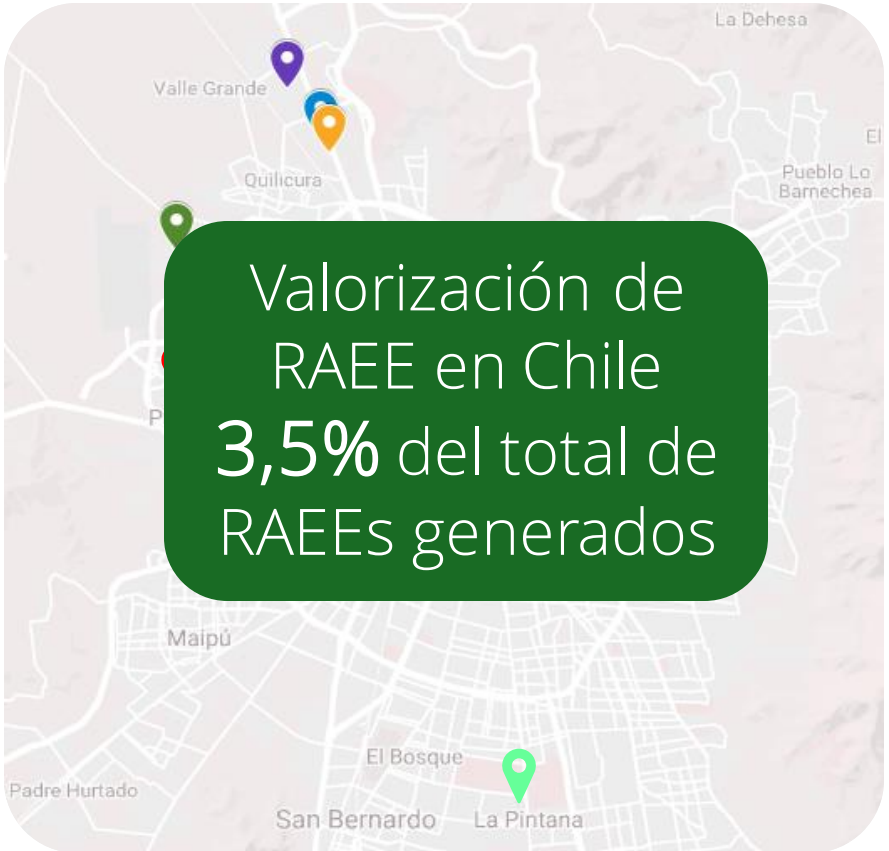 La Dehesa
Valle Grande
El
Quilicura
Pueblo Lo
Barnechea
Valorización de
RAEE en Chile
3,5% del total de
RAEEs generados
P
Maipú
El Bosque
Padre Hurtado
San Bernardo
La Pintana